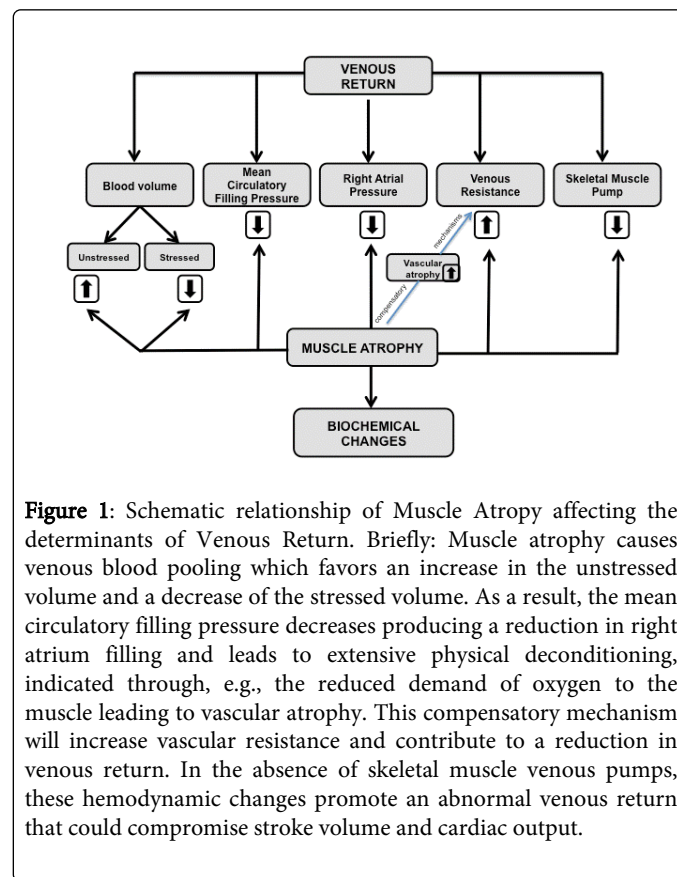 VENOUS
RETURN
Blood volume
Mean
Circulatory
Filling Pressure
Right Atrial
Pressure
Venous
Resistance
Skeletal Muscle
Pump
Unstressed
Stressed
Vascular
atrophy
mechanisms
compensatory
MUSCLE ATROPHY
BIOCHEMICAL
CHANGES
Figure 1: Schematic relationship of Muscle Atropy affecting the
determinants of Venous Return. Briefly: Muscle atrophy causes
venous blood pooling which favors an increase in the unstressed
volume and a decrease of the stressed volume. As a result, the mean
circulatory filling pressure decreases producing a reduction in right
atrium filling and leads to extensive physical deconditioning,
indicated through, e.g., the reduced demand of oxygen to the
muscle leading to vascular atrophy. This compensatory mechanism
will increase vascular resistance and contribute to a reduction in
venous return. In the absence of skeletal muscle venous pumps,
these hemodynamic changes promote an abnormal venous return
that could compromise stroke volume and cardiac output.